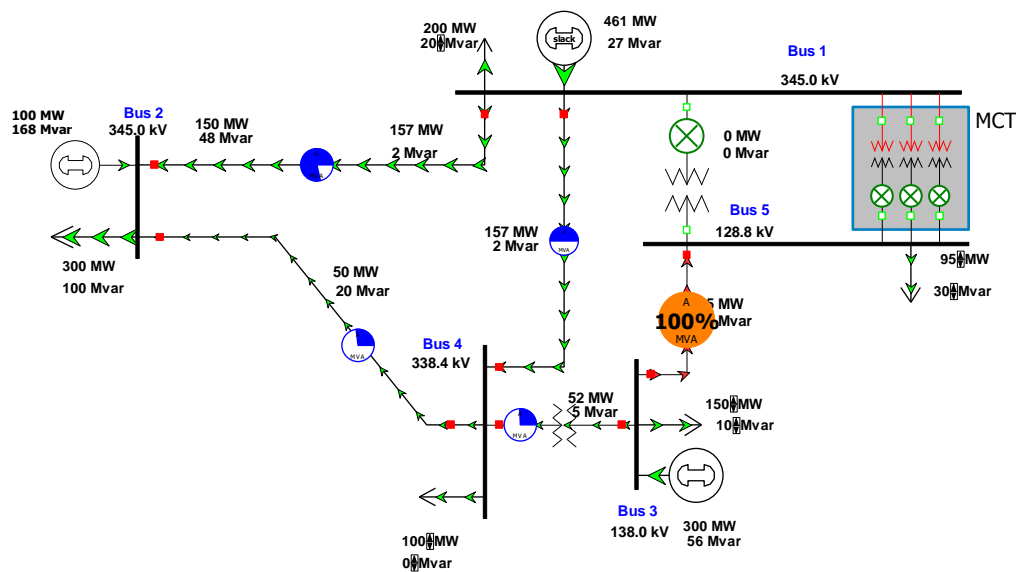 200 MW
20 Mvar
slack
461 MW
27 Mvar
Bus 1
345.0 kV
MCT
100 MW
168 Mvar
Bus 2
345.0 kV
150 MW
48 Mvar
157 MW
2 Mvar
MVA
0 MW
0 Mvar
157 MW
2 Mvar
MVA
Bus 5
128.8 kV
95 MW
30 Mvar
300 MW
100 Mvar
50 MW
20 Mvar
MVA
5 MW
Mvar
A
100%
MVA
Bus 4
338.4 kV
52 MW
5 Mvar
MVA
150 MW
10 Mvar
Bus 3
138.0 kV
300 MW
56 Mvar
100 MW
0 Mvar